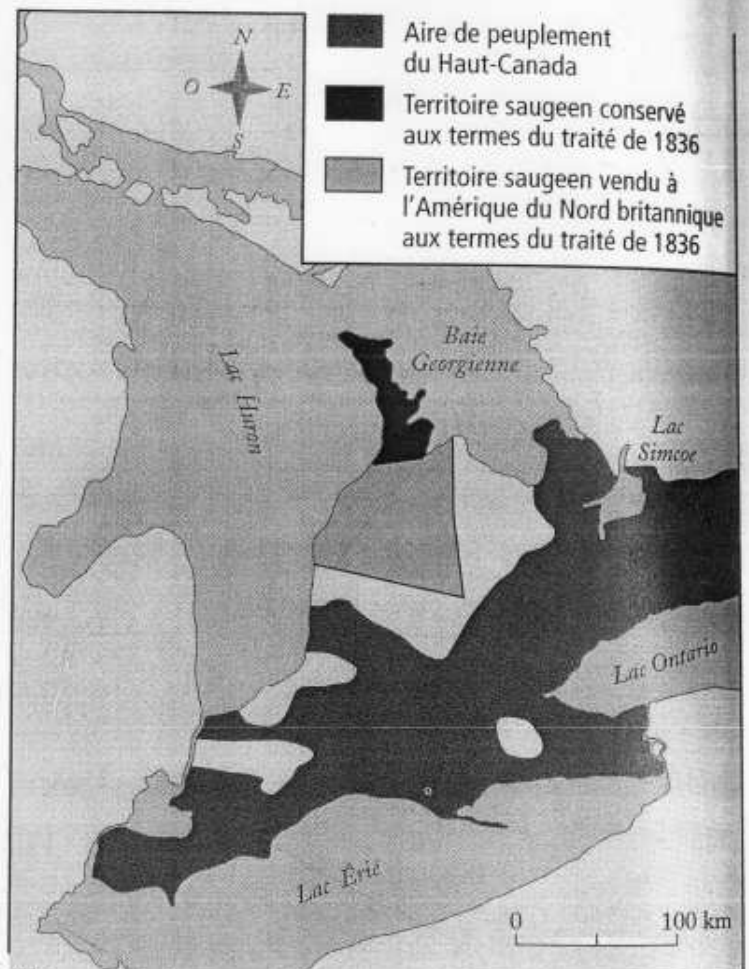 N
O
E
S
Aire de peuplement
du Haut-Canada
Territoire saugeen conservé
aux termes du traité de 1836
Territoire saugeen vendu à
l'Amérique du Nord britannique
aux termes du traité de 1836
Baie
Georgienne
Lac Huron
Lac
Simcoe
Lac Ontario
Lac Érié
0 100 km